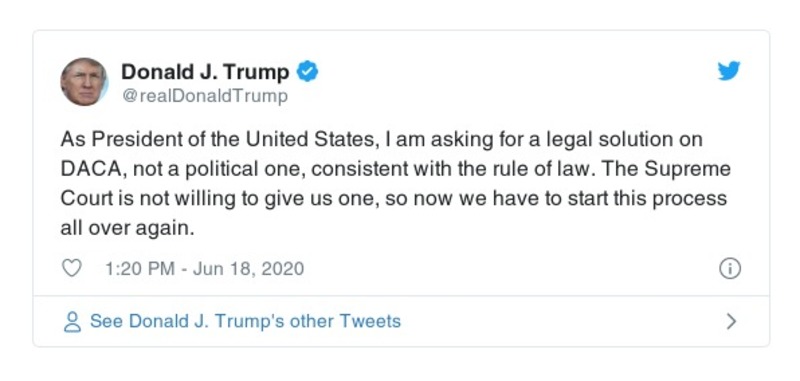 Donald J. Trump
@realDonaldTrump
As President of the United States, I am asking for a legal solution on
DACA, not a political one, consistent with the rule of law. The Supreme
Court is not willing to give us one, so now we have to start this process
all over again.
1:20 PM - Jun 18, 2020
See Donald J. Trump's other Tweets